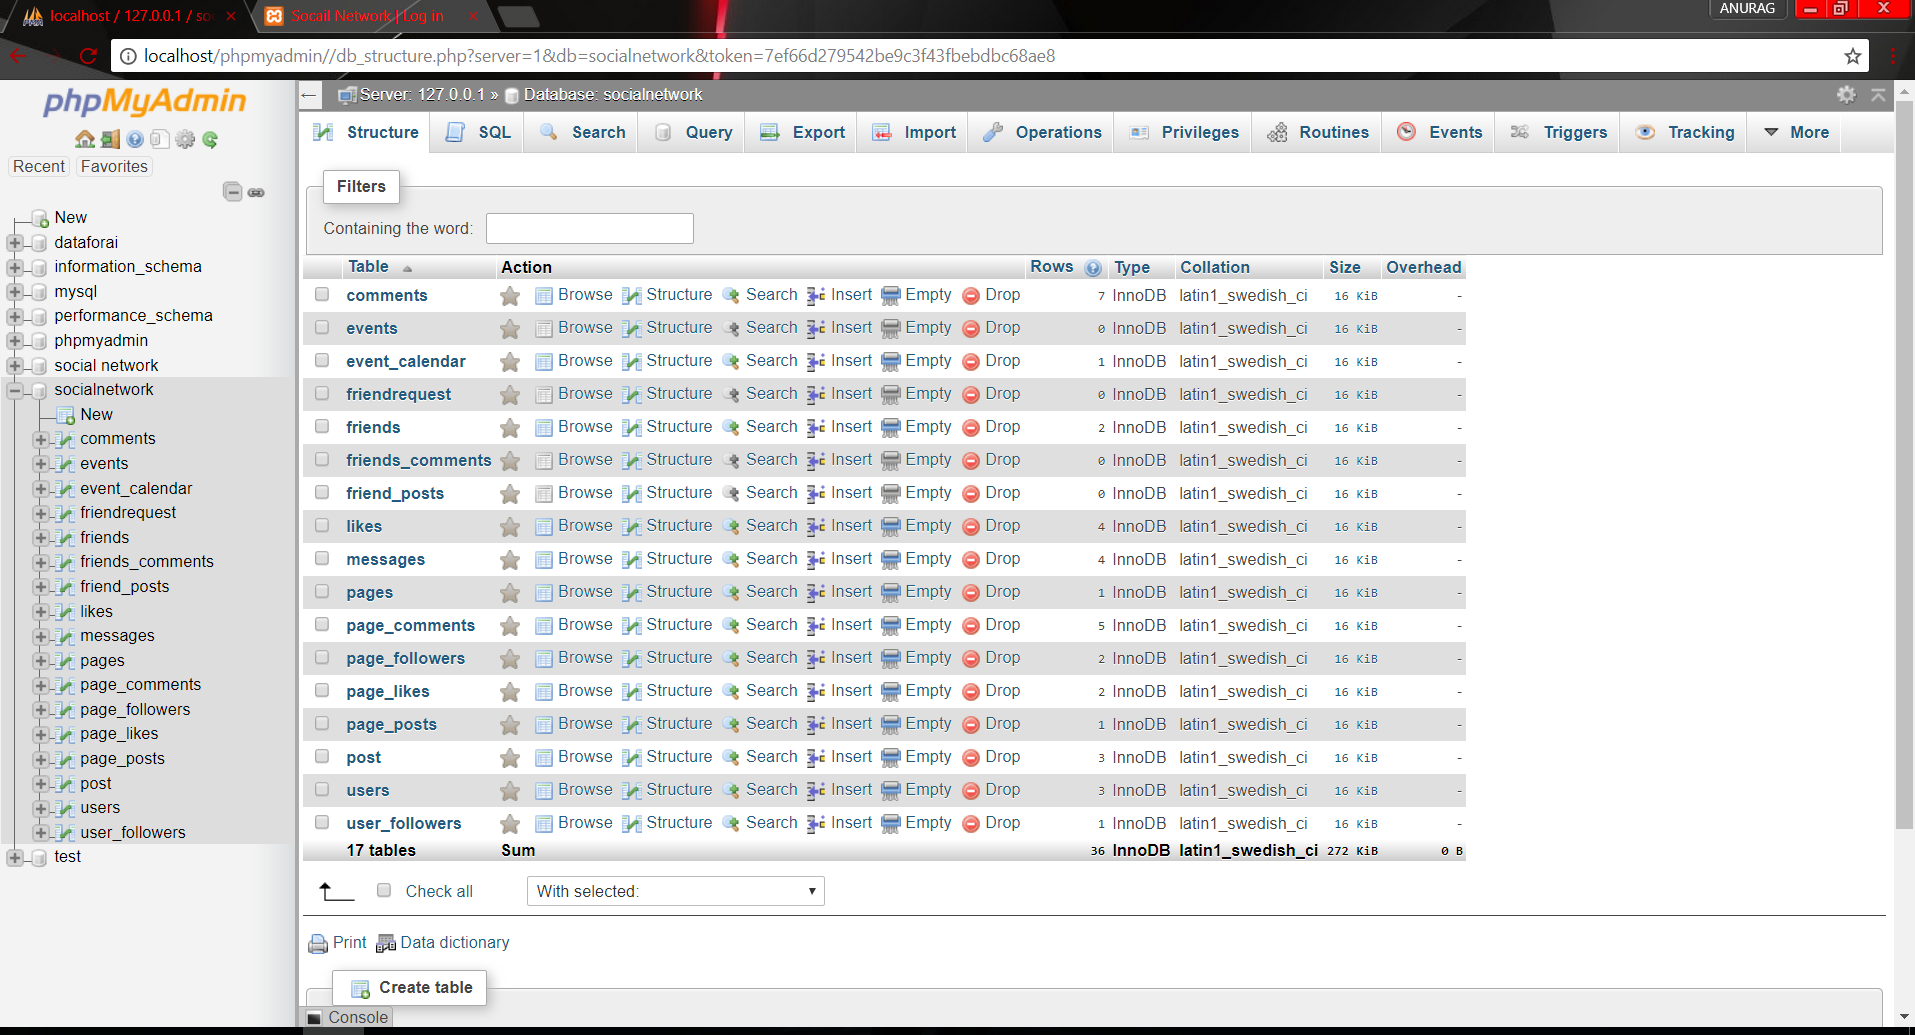 localhost / 127.0.0.1 / so
Socail Network | Log in
ANURAG
localhost/phpmyadmin//db_structure.php?server=1&db=socialnetwork&token=7ef66d279542be9c3f43fbebdbc68ae8
phpMyAdmin
Recent Favorites
New
dataforai
information_schema
mysql
performance_schema
phpmyadmin
social network
socialnetwork
New
comments
events
event_calendar
friendrequest
friends
friends_comments
friend_posts
likes
messages
pages
page_comments
page_followers
page_likes
page_posts
post
users
user_followers
test
Server: 127.0.0.1 » Database: socialnetwork
Structure SQL Search Query Export Import Operations Privileges Routines Events Triggers Tracking More
Filters
Containing the word:
Table Action Rows Type Collation Size Overhead
comments Browse Structure Search Insert Empty Drop 7 InnoDB latin1_swedish_ci 16 KiB -
events Browse Structure Search Insert Empty Drop 0 InnoDB latin1_swedish_ci 16 KiB -
event_calendar Browse Structure Search Insert Empty Drop 1 InnoDB latin1_swedish_ci 16 KiB -
friendrequest Browse Structure Search Insert Empty Drop 0 InnoDB latin1_swedish_ci 16 KiB -
friends Browse Structure Search Insert Empty Drop 2 InnoDB latin1_swedish_ci 16 KiB -
friends_comments Browse Structure Search Insert Empty Drop 0 InnoDB latin1_swedish_ci 16 KiB -
friend_posts Browse Structure Search Insert Empty Drop 0 InnoDB latin1_swedish_ci 16 KiB -
likes Browse Structure Search Insert Empty Drop 4 InnoDB latin1_swedish_ci 16 KiB -
messages Browse Structure Search Insert Empty Drop 4 InnoDB latin1_swedish_ci 16 KiB -
pages Browse Structure Search Insert Empty Drop 1 InnoDB latin1_swedish_ci 16 KiB -
page_comments Browse Structure Search Insert Empty Drop 5 InnoDB latin1_swedish_ci 16 KiB -
page_followers Browse Structure Search Insert Empty Drop 2 InnoDB latin1_swedish_ci 16 KiB -
page_likes Browse Structure Search Insert Empty Drop 2 InnoDB latin1_swedish_ci 16 KiB -
page_posts Browse Structure Search Insert Empty Drop 1 InnoDB latin1_swedish_ci 16 KiB -
post Browse Structure Search Insert Empty Drop 3 InnoDB latin1_swedish_ci 16 KiB -
users Browse Structure Search Insert Empty Drop 3 InnoDB latin1_swedish_ci 16 KiB -
user_followers Browse Structure Search Insert Empty Drop 1 InnoDB latin1_swedish_ci 16 KiB -
17 tables Sum 36 InnoDB latin1_swedish_ci 272 KiB 0 B
Check all With selected:
Print Data dictionary
Create table
Console